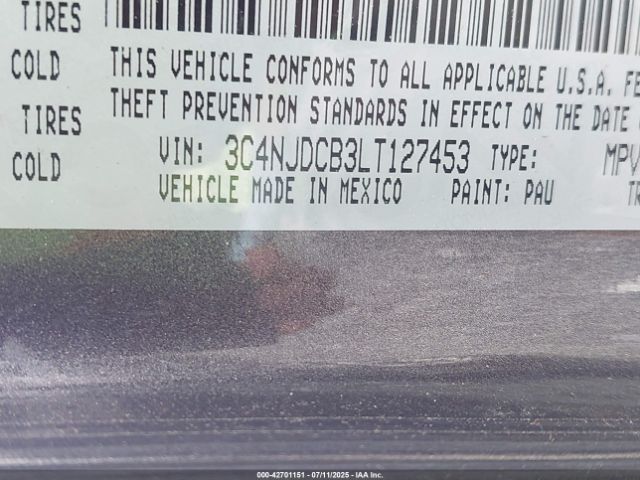 TIRES
COLD THIS VEHICLE CONFORMS TO ALL APPLICABLE U.S.A. FE
TIRES THEFT PREVENTION STANDARDS IN EFFECT ON THE DATE
COLD VIN: 3C4NJDCB3LT127453 TYPE: MPV
VEHICLE MADE IN MEXICO PAINT: PAU TR
000-42701151 - 07/11/2025 - IAA Inc.